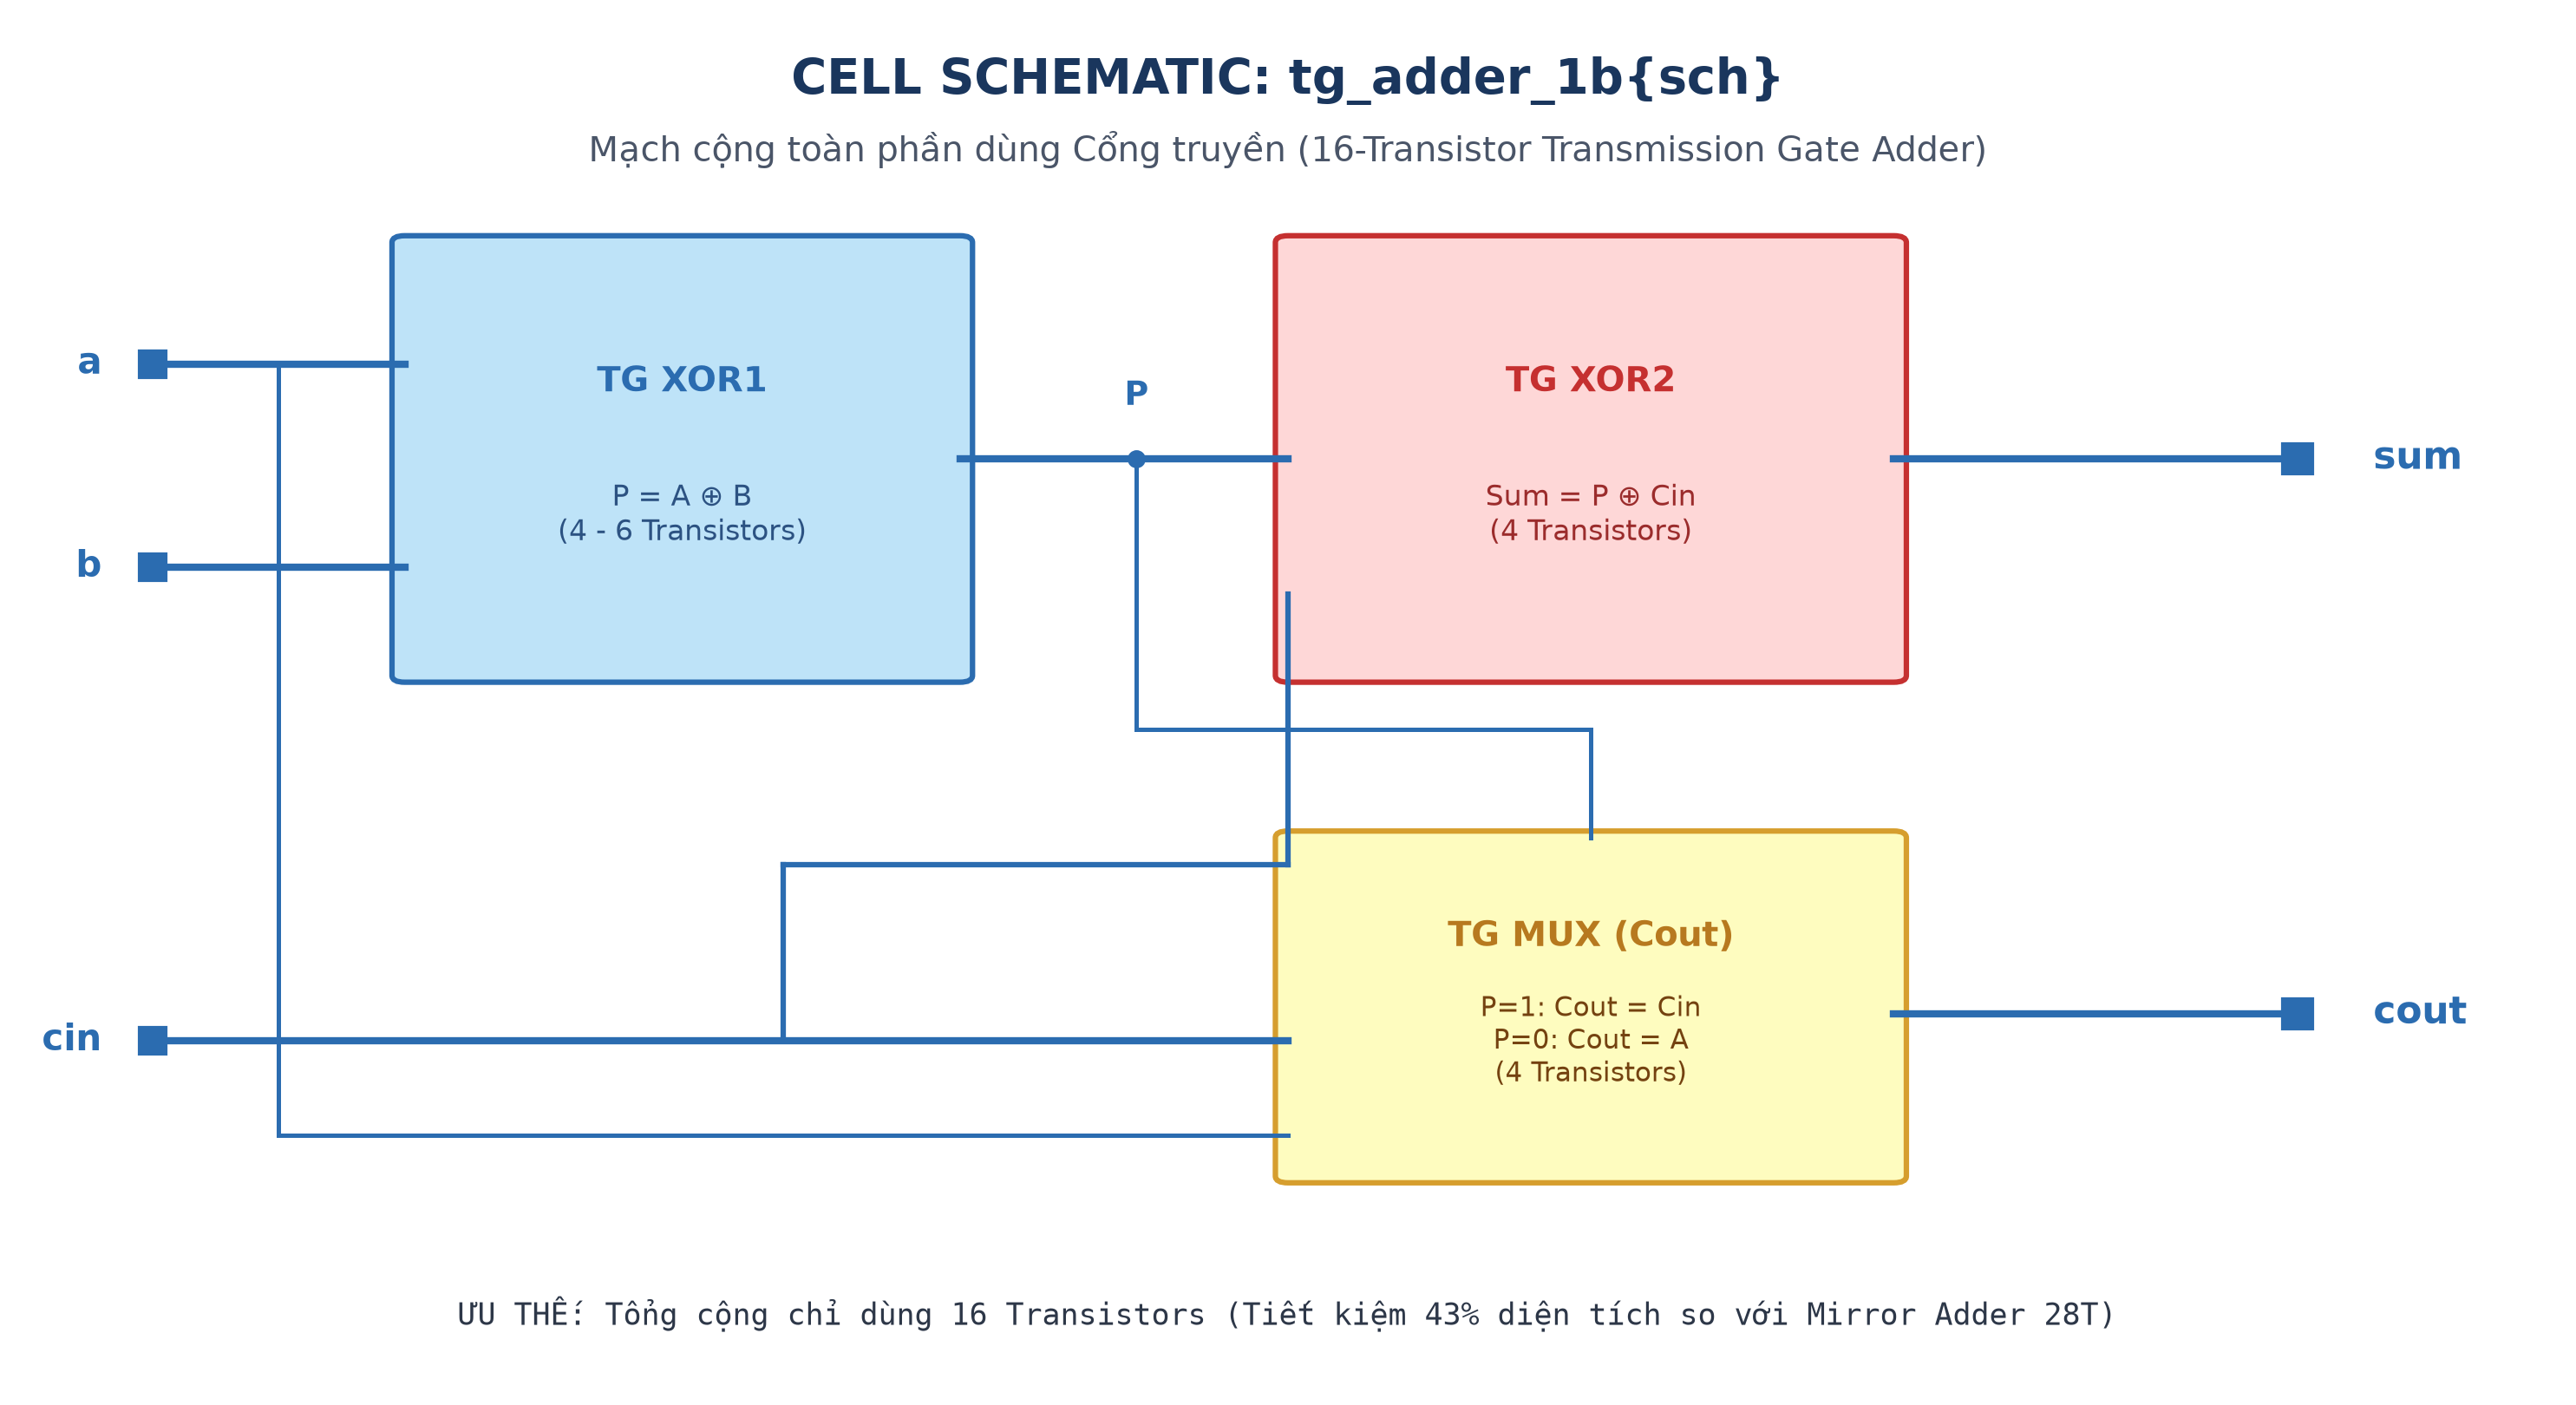 CELL SCHEMATIC: tg_adder_1b{sch}
Mạch cộng toàn phần dùng Cổng truyền (16-Transistor Transmission Gate Adder)
a
b
cin
TG XOR1
P = A ⊕ B
(4 - 6 Transistors)
P
TG XOR2
Sum = P ⊕ Cin
(4 Transistors)
sum
TG MUX (Cout)
P=1: Cout = Cin
P=0: Cout = A
(4 Transistors)
cout
ƯU THẾ: Tổng cộng chỉ dùng 16 Transistors (Tiết kiệm 43% diện tích so với Mirror Adder 28T)